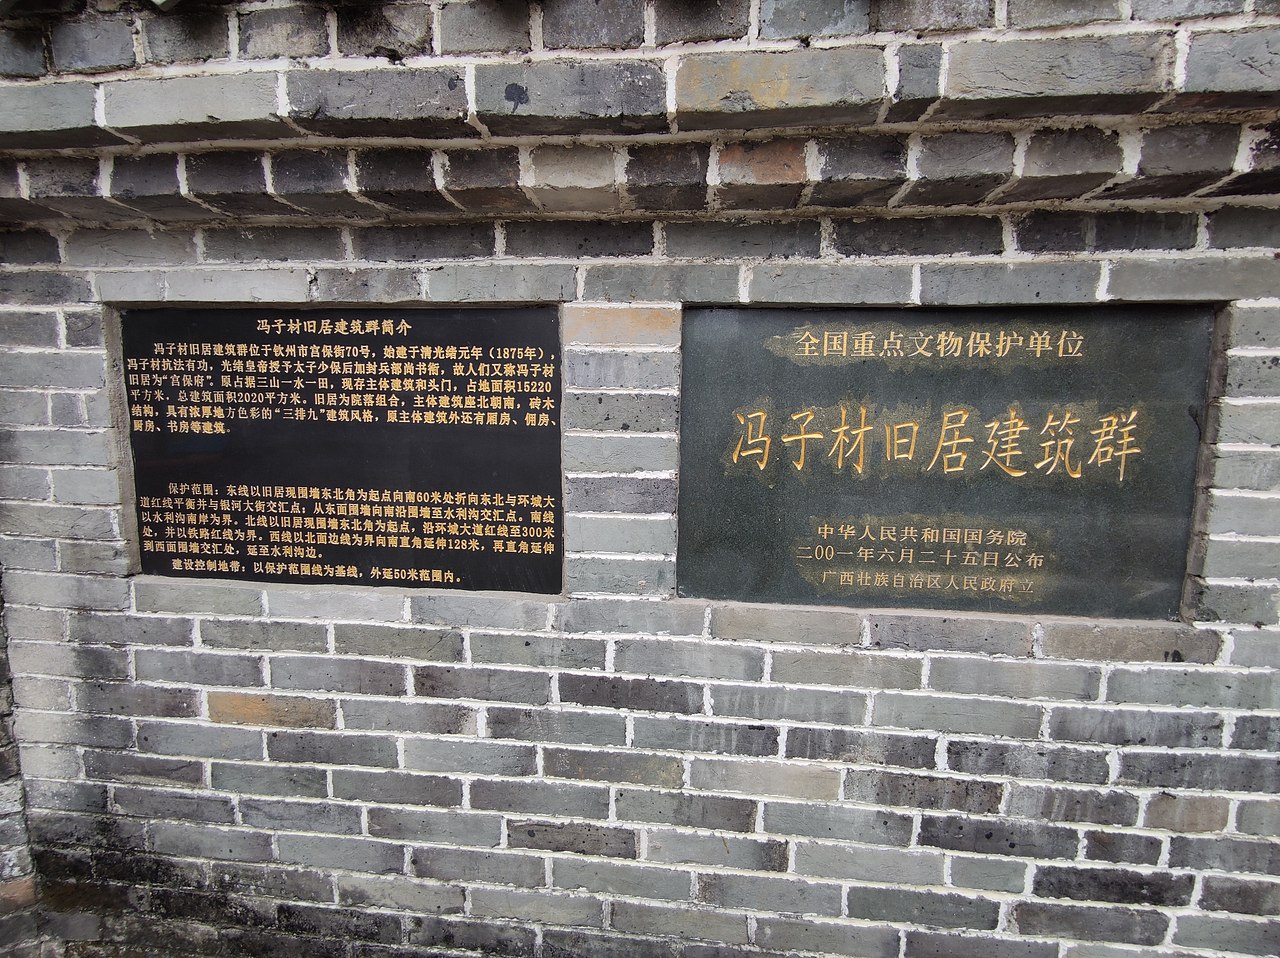 冯子材旧居建筑群简介
冯子材旧居建筑群位于钦州市宫保街70号，始建于清光绪元年（1875年），
冯子材抗法有功，光绪皇帝授予太子少保后加封兵部尚书衔，故人们又称冯子材
旧居为“宫保府”。原占据三山一水一田，现存主体建筑和头门，占地面积15220
平方米，总建筑面积2020平方米。旧居为院落组合，主体建筑座北朝南，砖木
结构，具有浓厚地方色彩的“三排九”建筑风格，原主体建筑外还有厢房、佣房、
厨房、书房等建筑。
保护范围：东线以旧居现围墙东北角为起点向南60米处折向东北与环城大
道红线平衡并与银河大街交汇点：从东面围墙向南沿围墙至水利沟交汇点。南线
以水利沟南岸为界。北线以旧居现围墙东北角为起点，沿环城大道红线至300米
处，并以铁路红线为界。西线以北面边线为界向南直角延伸128米，再直角延伸
到西面围墙交汇处，延至水利沟边。
建设控制地带：以保护范围线为基线，外延50米范围内。
全国重点文物保护单位
冯子材旧居建筑群
中华人民共和国国务院
二〇〇一年六月二十五日公布
广西壮族自治区人民政府立